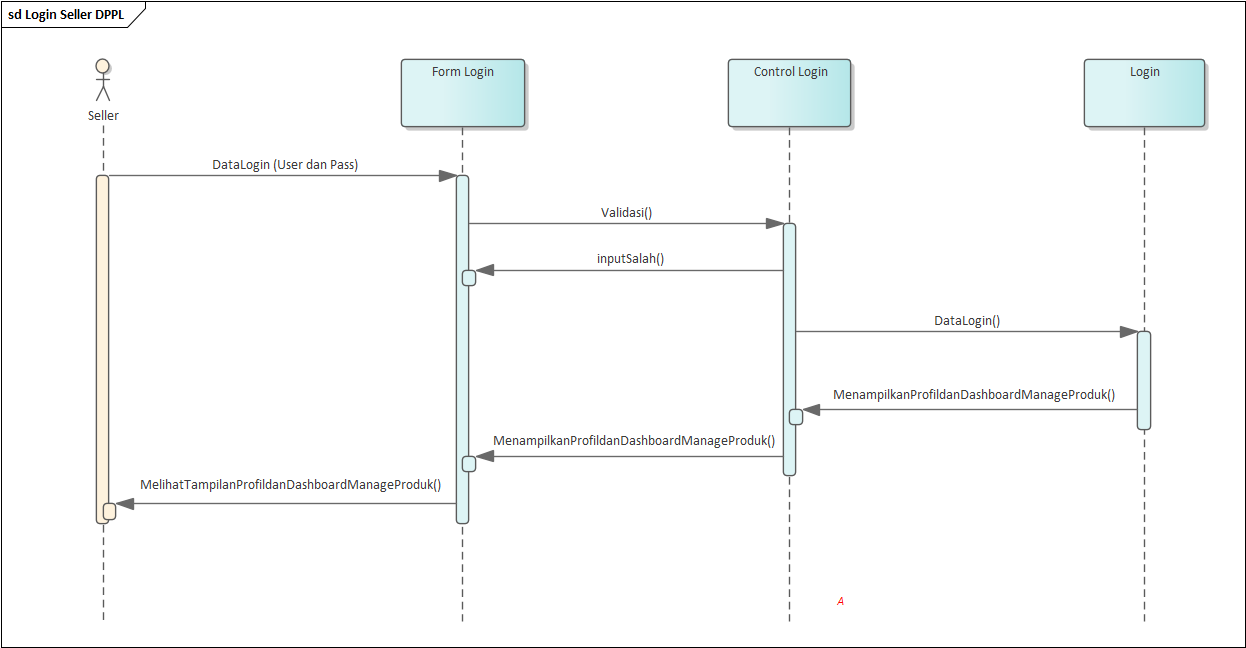 sd Login Seller DPPL
Seller
Form Login
Control Login
Login
DataLogin (User dan Pass)
Validasi()
inputSalah()
DataLogin()
MenampilkanProfildanDashboardManageProduk()
MenampilkanProfildanDashboardManageProduk()
MelihatTampilanProfildanDashboardManageProduk()
A